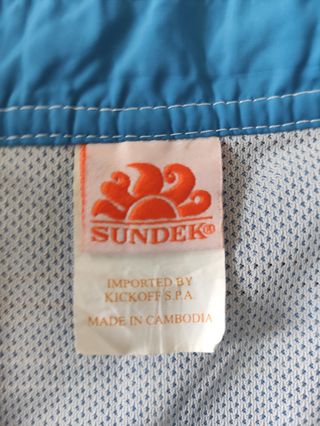 SUNDEK®
IMPORTED BY
KICKOFF S.P.A.
MADE IN CAMBODIA